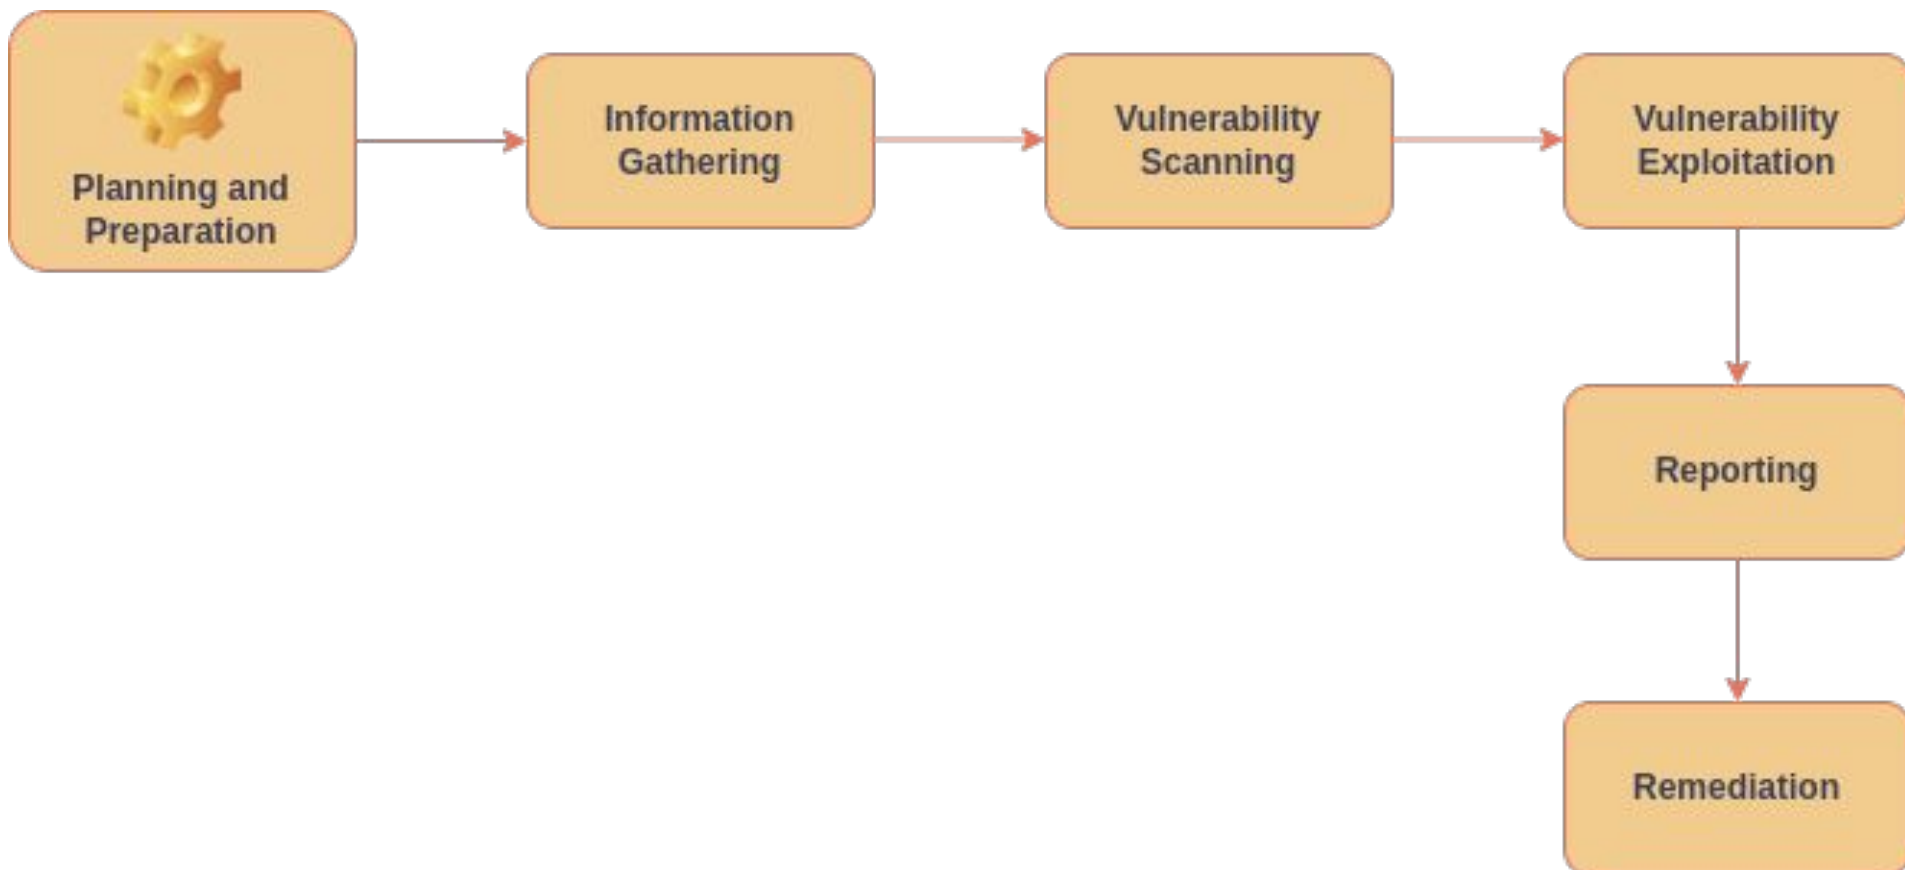 Planning and
Preparation
Information
Gathering
Vulnerability
Scanning
Vulnerability
Exploitation
Reporting
Remediation